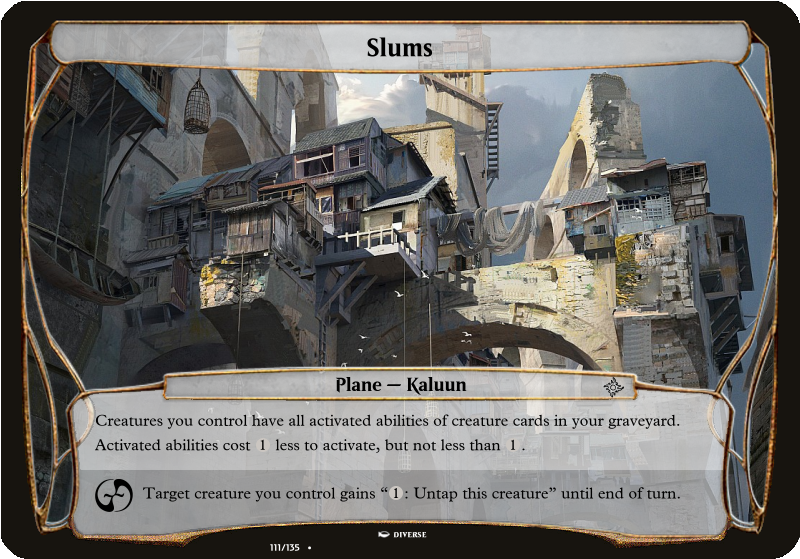 Slums
Plane — Kaluun
Creatures you control have all activated abilities of creature cards in your graveyard.
Activated abilities cost 1 less to activate, but not less than 1 .
Target creature you control gains “1: Untap this creature” until end of turn.
DIVERSE
111/135 •